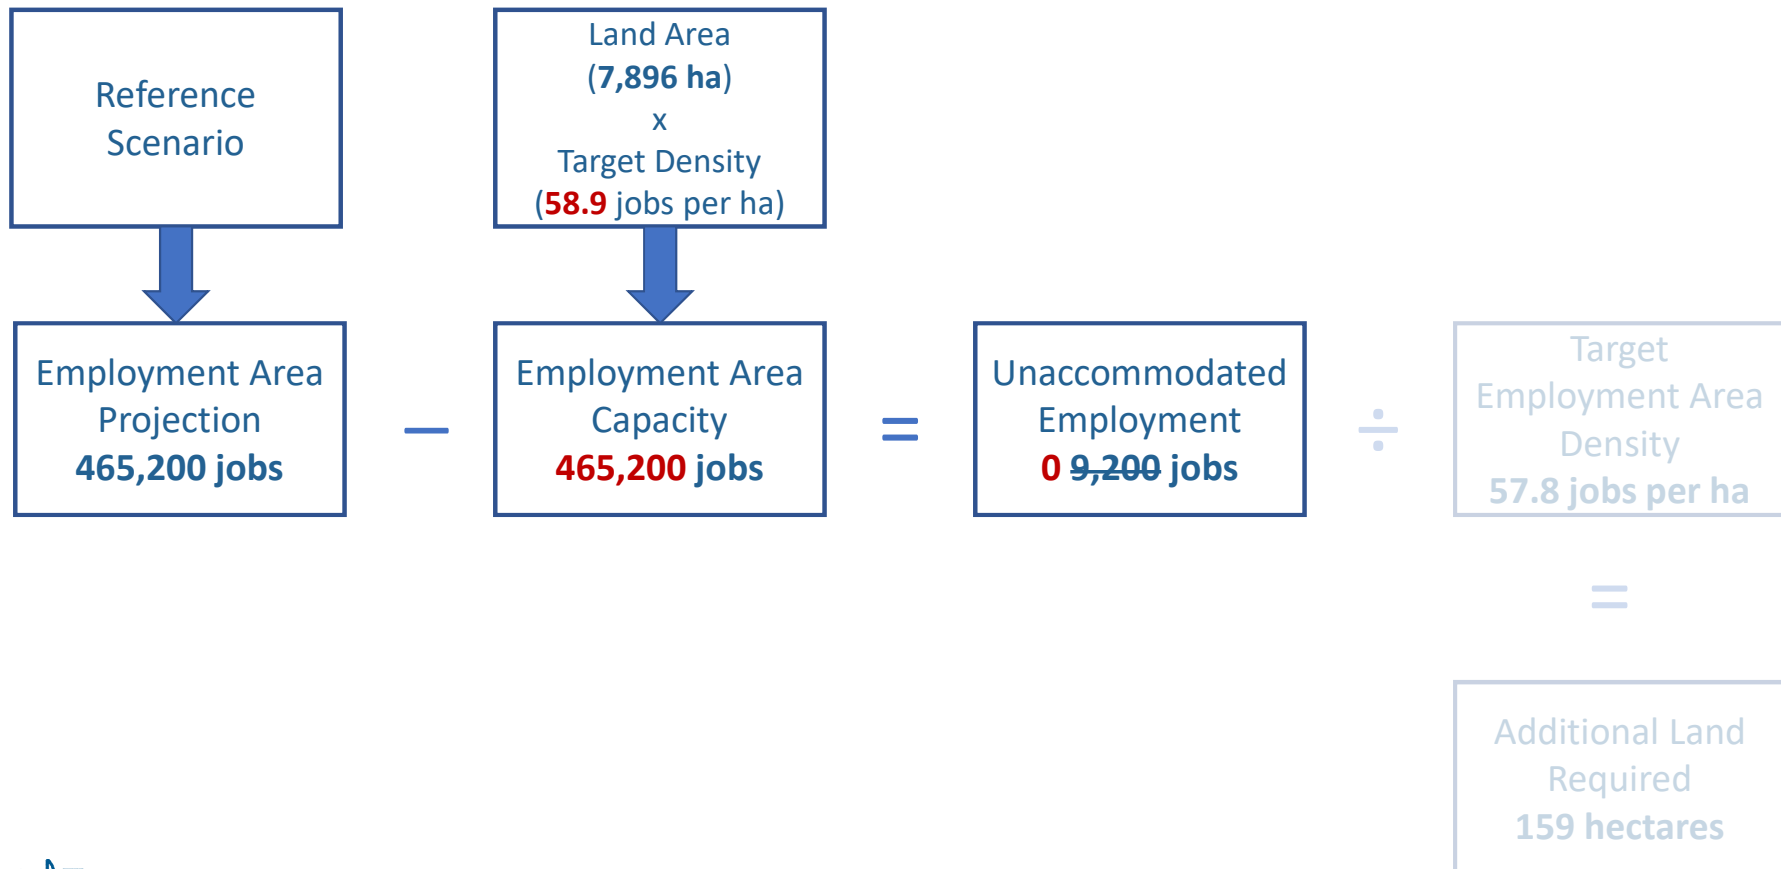 Reference
Scenario
Land Area
(7,896 ha)
x
Target Density
(58.9 jobs per ha)
Employment Area
Projection
465,200 jobs
—
Employment Area
Capacity
465,200 jobs
=
Unaccommodated
Employment
0 9,200 jobs
÷
Target
Employment Area
Density
57.8 jobs per ha
=
Additional Land
Required
159 hectares